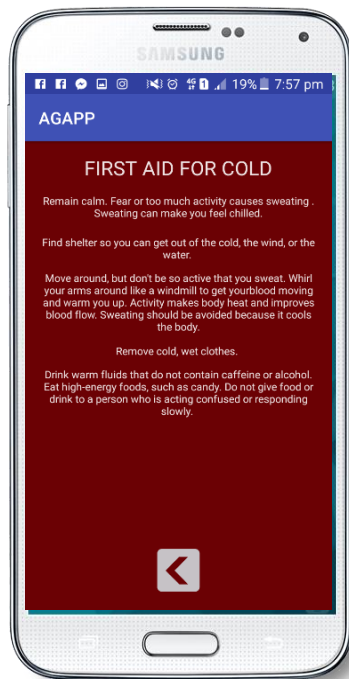 SAMSUNG
4G 1 19% 7:57 pm
AGAPP
FIRST AID FOR COLD
Remain calm. Fear or too much activity causes sweating .
Sweating can make you feel chilled.
Find shelter so you can get out of the cold, the wind, or the
water.
Move around, but don't be so active that you sweat. Whirl
your arms around like a windmill to get yourblood moving
and warm you up. Activity makes body heat and improves
blood flow. Sweating should be avoided because it cools
the body.
Remove cold, wet clothes.
Drink warm fluids that do not contain caffeine or alcohol.
Eat high-energy foods, such as candy. Do not give food or
drink to a person who is acting confused or responding
slowly.